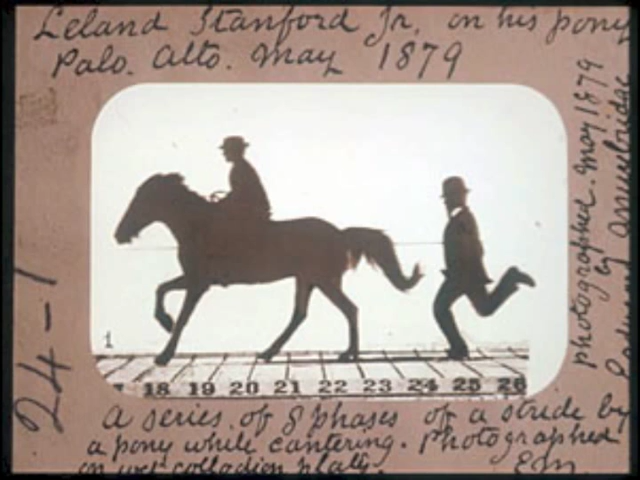 Leland Stanford Jr. on his pony
Palo. Alto. May 1879
photographed. May 1879
by
24-1
1
18 19 20 21 22 23 24 25 26
A series of 8 phases of a stride by
a pony while cantering. Photographed
on wet collodion plates.